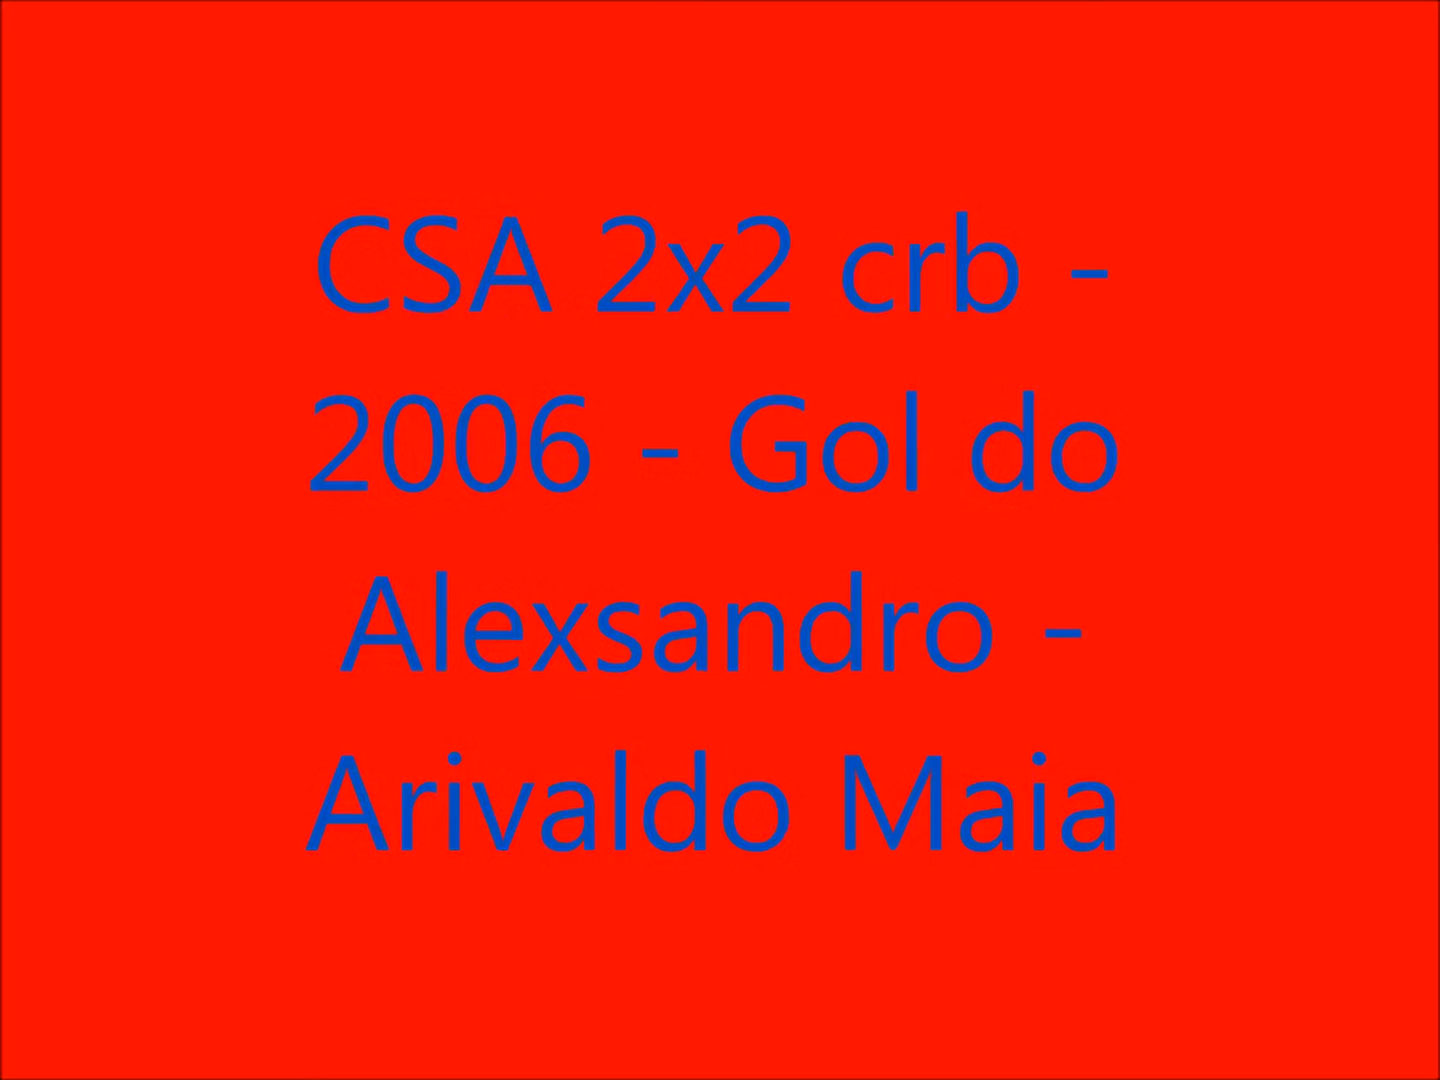 CSA 2x2 crb -
2006 - Gol do
Alexsandro -
Arivaldo Maia